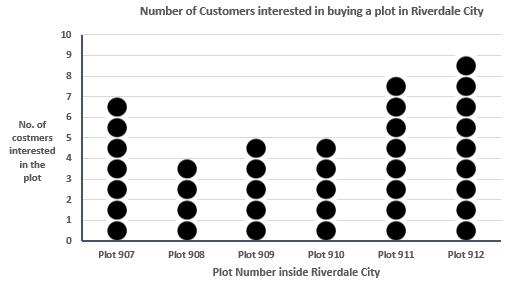 Number of Customers interested in buying a plot in Riverdale City
10
9
8
7
6
5
4
3
2
1
0
No. of
costmers
interested
in the
plot
Plot 907 Plot 908 Plot 909 Plot 910 Plot 911 Plot 912
Plot Number inside Riverdale City